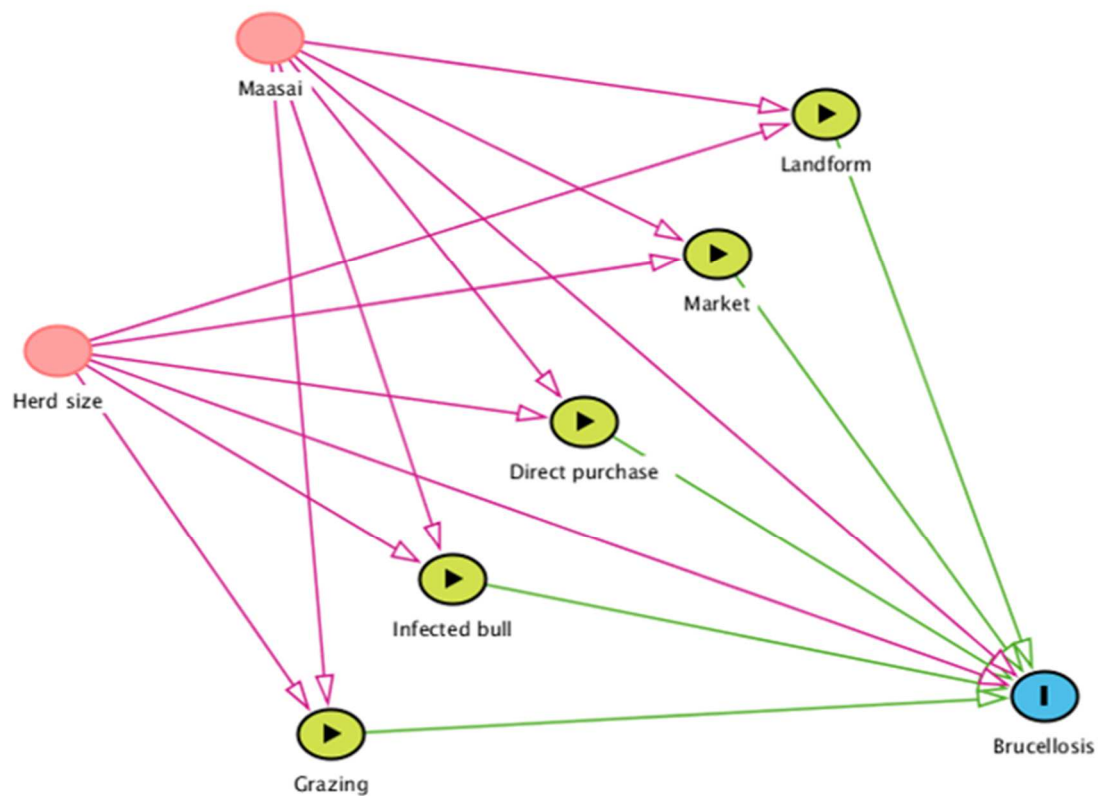 Maasai
Landform
Market
Herd size
Direct purchase
Infected bull
Brucellosis
Grazing